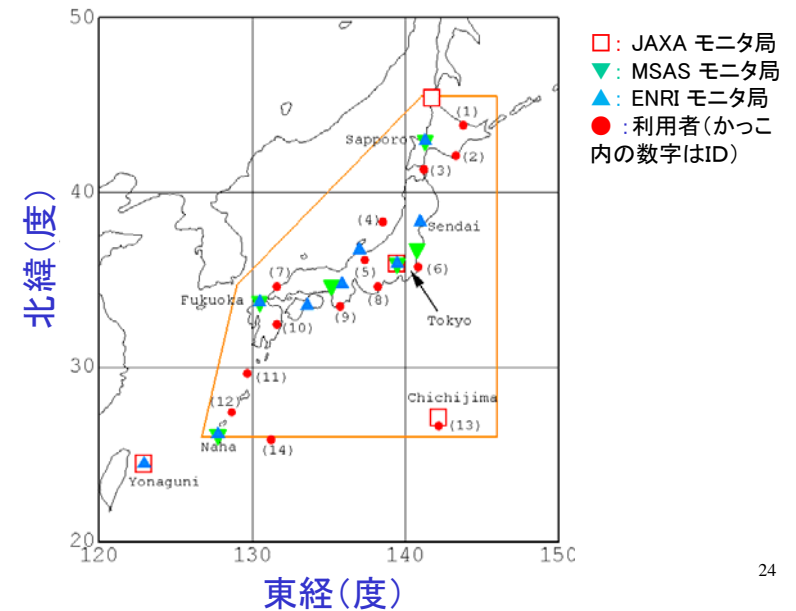 50
40
30
20
120
130
140
150
北緯(度)
東経(度)
(1)
Sapporo
(2)
(3)
(4)
Sendai
(5)
(6)
(7)
(8)
Fukuoka
(9)
Tokyo
(10)
(11)
(12)
Chichijima
(13)
Naha
(14)
Yonaguni
: JAXA モニタ局
: MSAS モニタ局
: ENRI モニタ局
: 利用者(かっこ
内の数字はID)
24